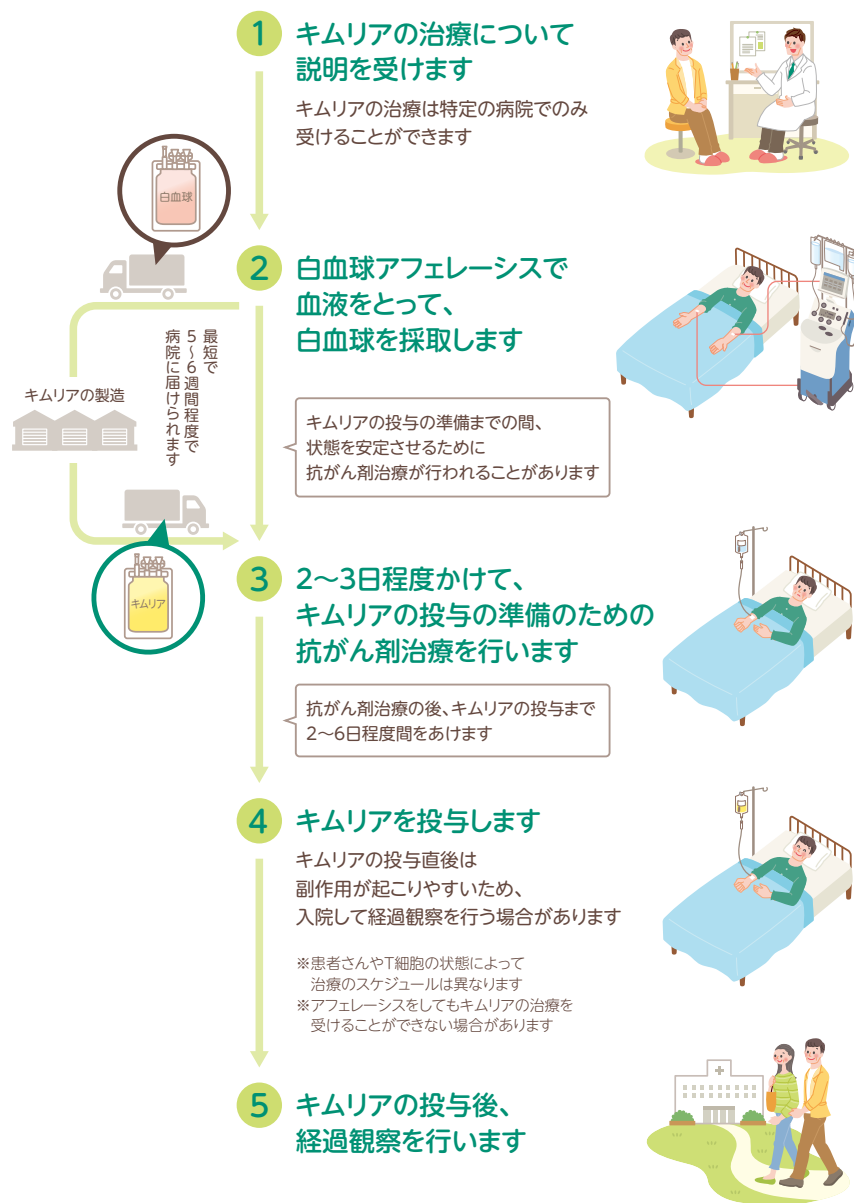 1
キムリアの治療について
説明を受けます
キムリアの治療は特定の病院でのみ
受けることができます
白血球
2
白血球アフェレーシスで
血液をとって、
白血球を採取します
最短で
5〜6週間程度で
病院に届けられます
キムリアの製造
キムリアの投与の準備までの間、
状態を安定させるために
抗がん剤治療が行われることがあります
キムリア
3
2〜3日程度かけて、
キムリアの投与の準備のための
抗がん剤治療を行います
抗がん剤治療の後、キムリアの投与まで
2〜6日程度間をあけます
4
キムリアを投与します
キムリアの投与直後は
副作用が起こりやすいため、
入院して経過観察を行う場合があります
※患者さんやT細胞の状態によって
治療のスケジュールは異なります
※アフェレーシスをしてもキムリアの治療を
受けることができない場合があります
5
キムリアの投与後、
経過観察を行います